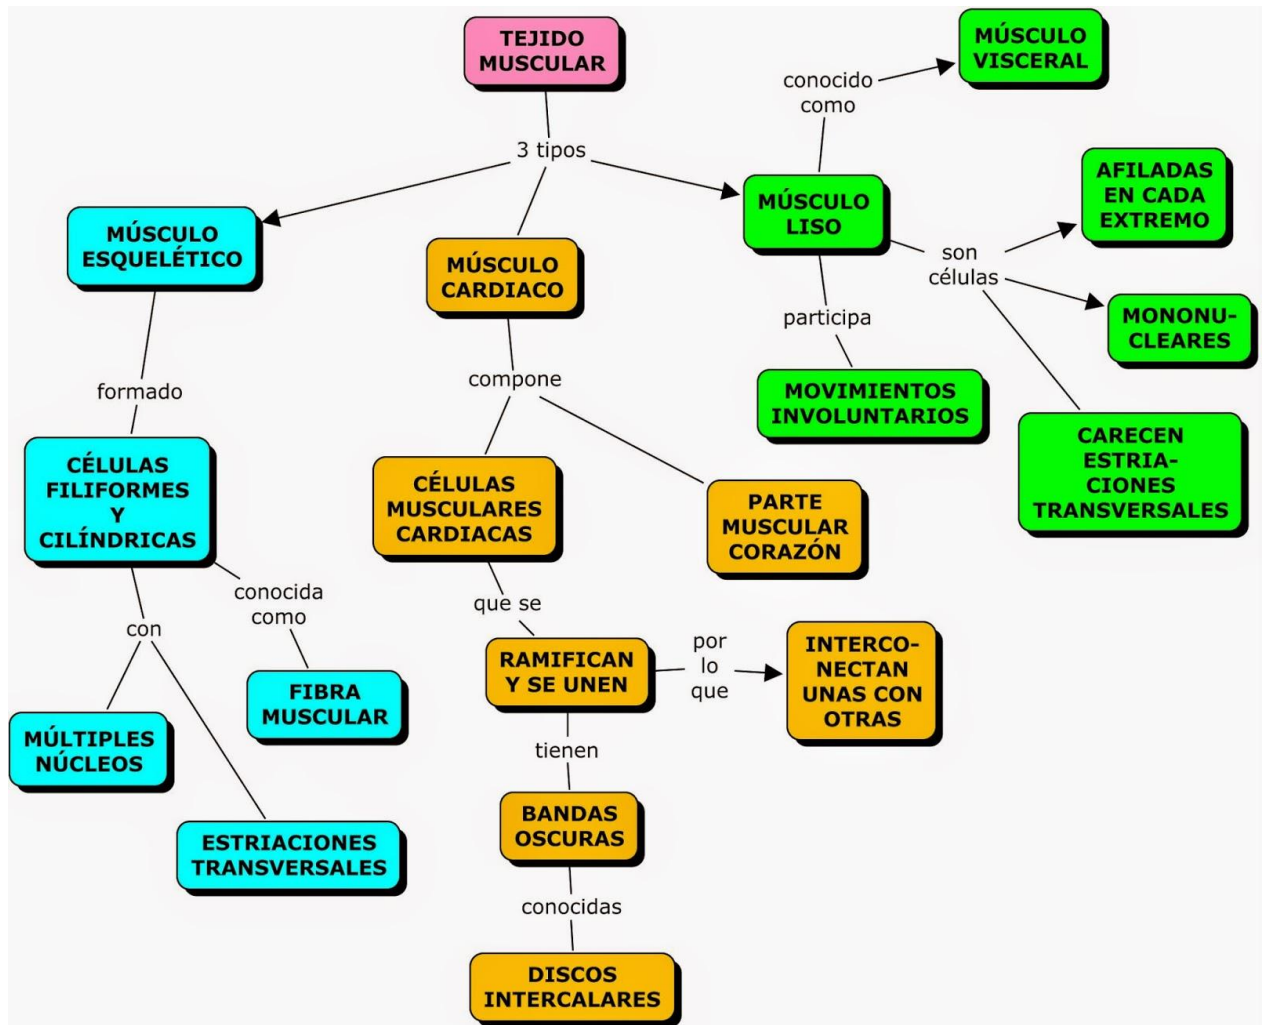 TEJIDO
MUSCULAR
3 tipos
MÚSCULO
ESQUELÉTICO
formado
CÉLULAS
FILIFORMES
Y
CILÍNDRICAS
con
MÚLTIPLES
NÚCLEOS
ESTRIACIONES
TRANSVERSALES
conocida
como
FIBRA
MUSCULAR
MÚSCULO
CARDIACO
compone
CÉLULAS
MUSCULARES
CARDIACAS
que se
RAMIFICAN
Y SE UNEN
por
lo
que
INTERCO-
NECTAN
UNAS CON
OTRAS
tienen
BANDAS
OSCURAS
conocidas
DISCOS
INTERCALARES
PARTE
MUSCULAR
CORAZÓN
MÚSCULO
LISO
conocido
como
MÚSCULO
VISCERAL
son
células
AFILADAS
EN CADA
EXTREMO
MONONU-
CLEARES
CARECEN
ESTRIA-
CIONES
TRANSVERSALES
participa
MOVIMIENTOS
INVOLUNTARIOS